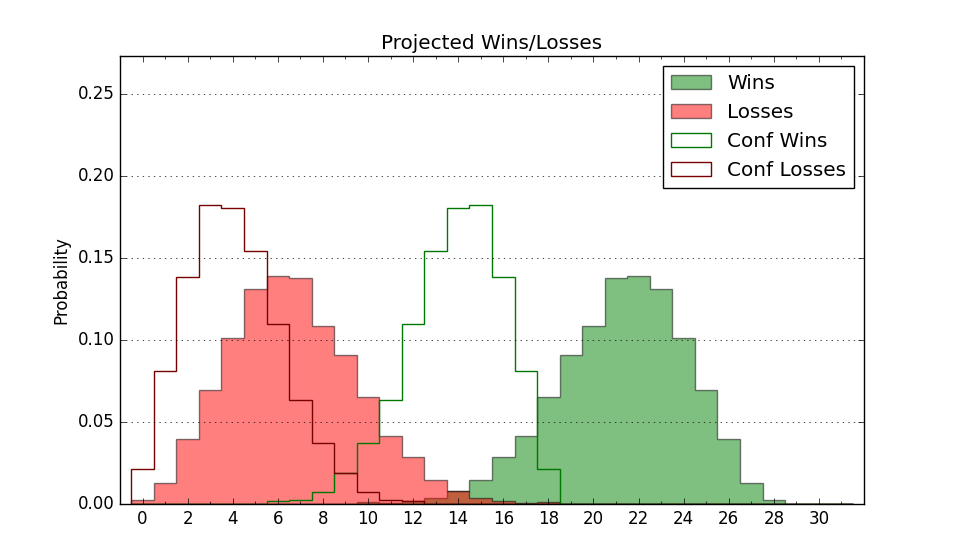 Projected Wins/Losses
Wins
Losses
Conf Wins
Conf Losses
Probability
0.25
0.20
0.15
0.10
0.05
0.00
0 2 4 6 8 10 12 14 16 18 20 22 24 26 28 30